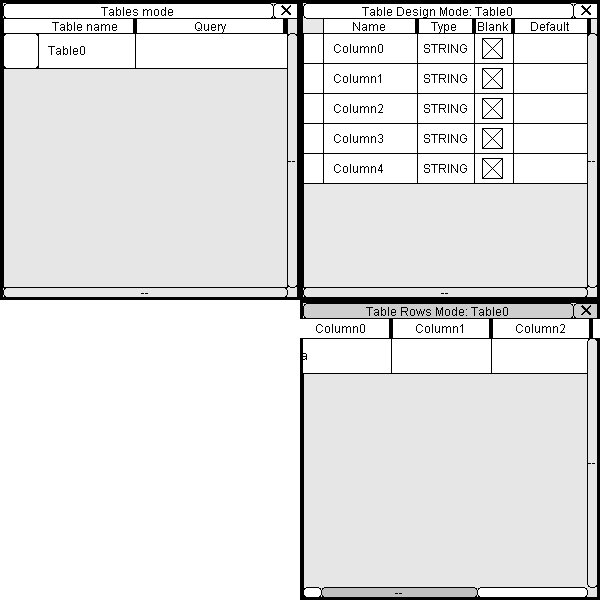 Tables mode
Table name Query
Table0
--
--
Table Design Mode: Table0
Name Type Blank Default
Column0 STRING
Column1 STRING
Column2 STRING
Column3 STRING
Column4 STRING
--
--
Table Rows Mode: Table0
Column0 Column1 Column2
a
--
--